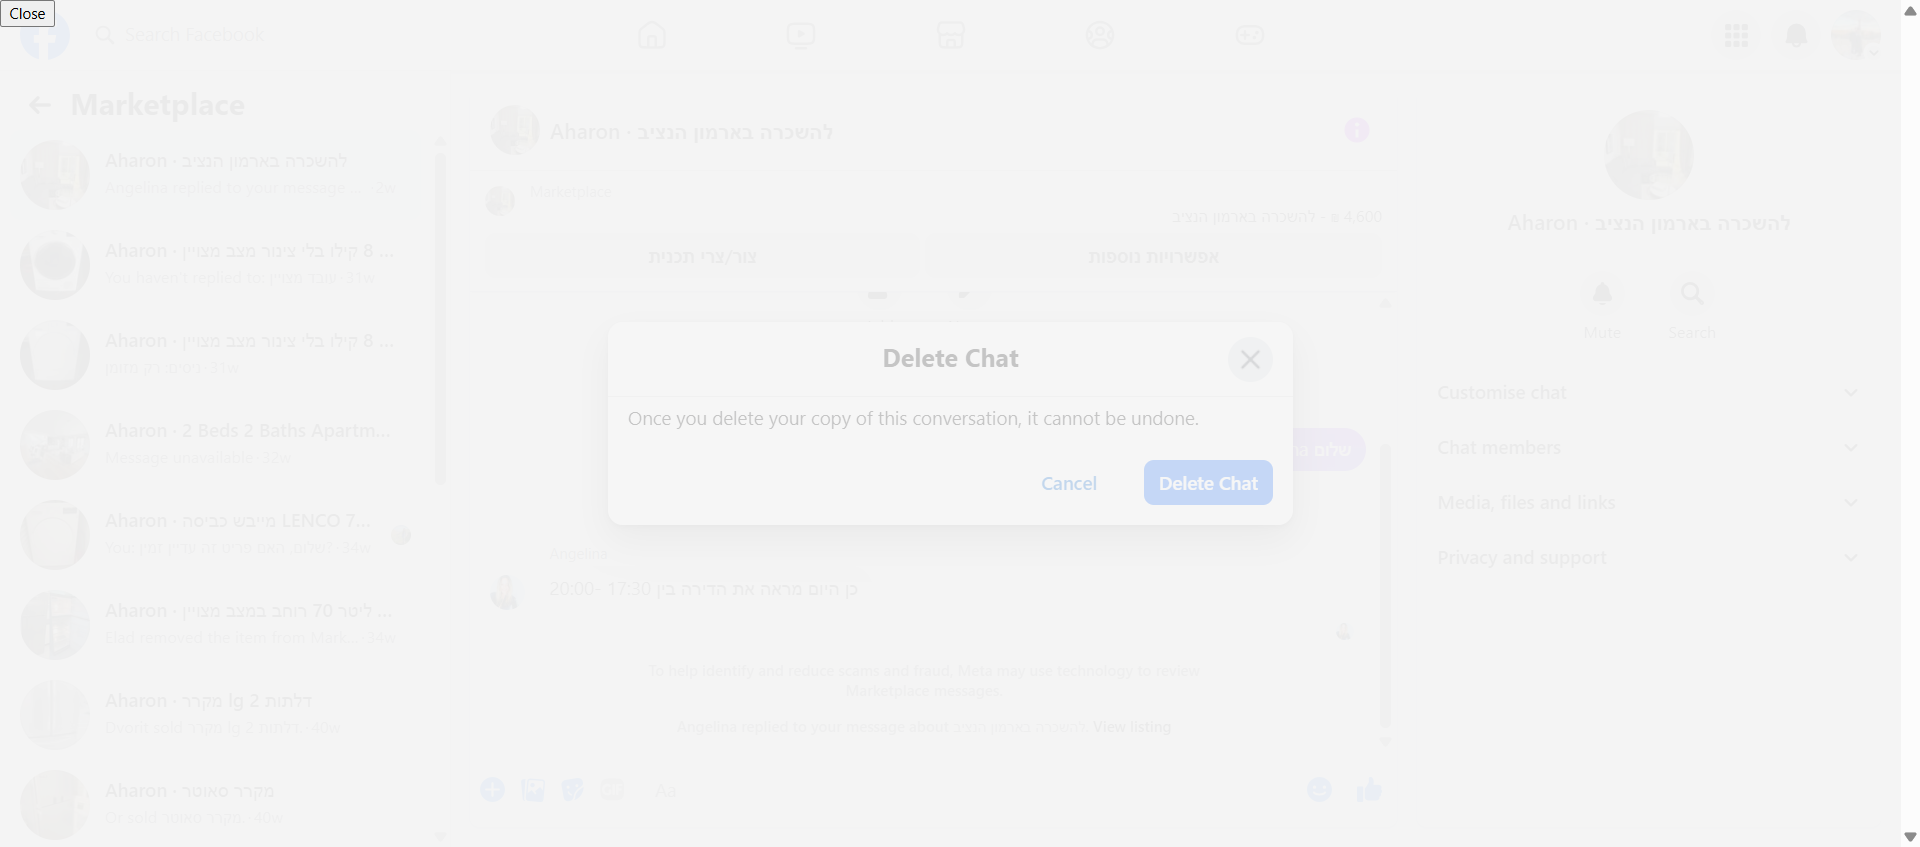 Close
Search Facebook
Marketplace
Aharon · להשכרה בארמון הנציב
Angelina replied to your message ... · 2w
Aharon · 8 קילו בלי צינור מצב מצויין ...
You haven't replied to: עובד מצויין · 31w
Aharon · 8 קילו בלי צינור מצב מצויין ...
31w
Aharon · 2 Beds 2 Baths Apartm...
Message unavailable · 32w
Aharon · מייבש כביסה LENCO 7...
You: שלום, האם פריט זה עדיין זמין? · 34w
Aharon · ליטר 70 רוחב במצב מצויין ...
Elad removed the item from Mark... · 34w
Aharon · מקרר lg 2 דלתות
sold מקרר lg 2 דלתות. · 40w
Aharon · מקרר סאוטר
Or sold מקרר סאוטר. · 40w
Aharon · להשכרה בארמון הנציב
Marketplace
4,600 ₪ - להשכרה בארמון הנציב
צור/צרי תכנית
אפשרויות נוספות
Delete Chat
Once you delete your copy of this conversation, it cannot be undone.
Cancel
Delete Chat
שלום
Angelina
כן היום מראה את הדירה בין 17:30 -20:00
To help identify and reduce scams and fraud, Meta may use technology to review
Marketplace messages.
Angelina replied to your message about להשכרה בארמון הנציב. View listing
Aa
Aharon · להשכרה בארמון הנציב
Mute
Search
Customise chat
Chat members
Media, files and links
Privacy and support